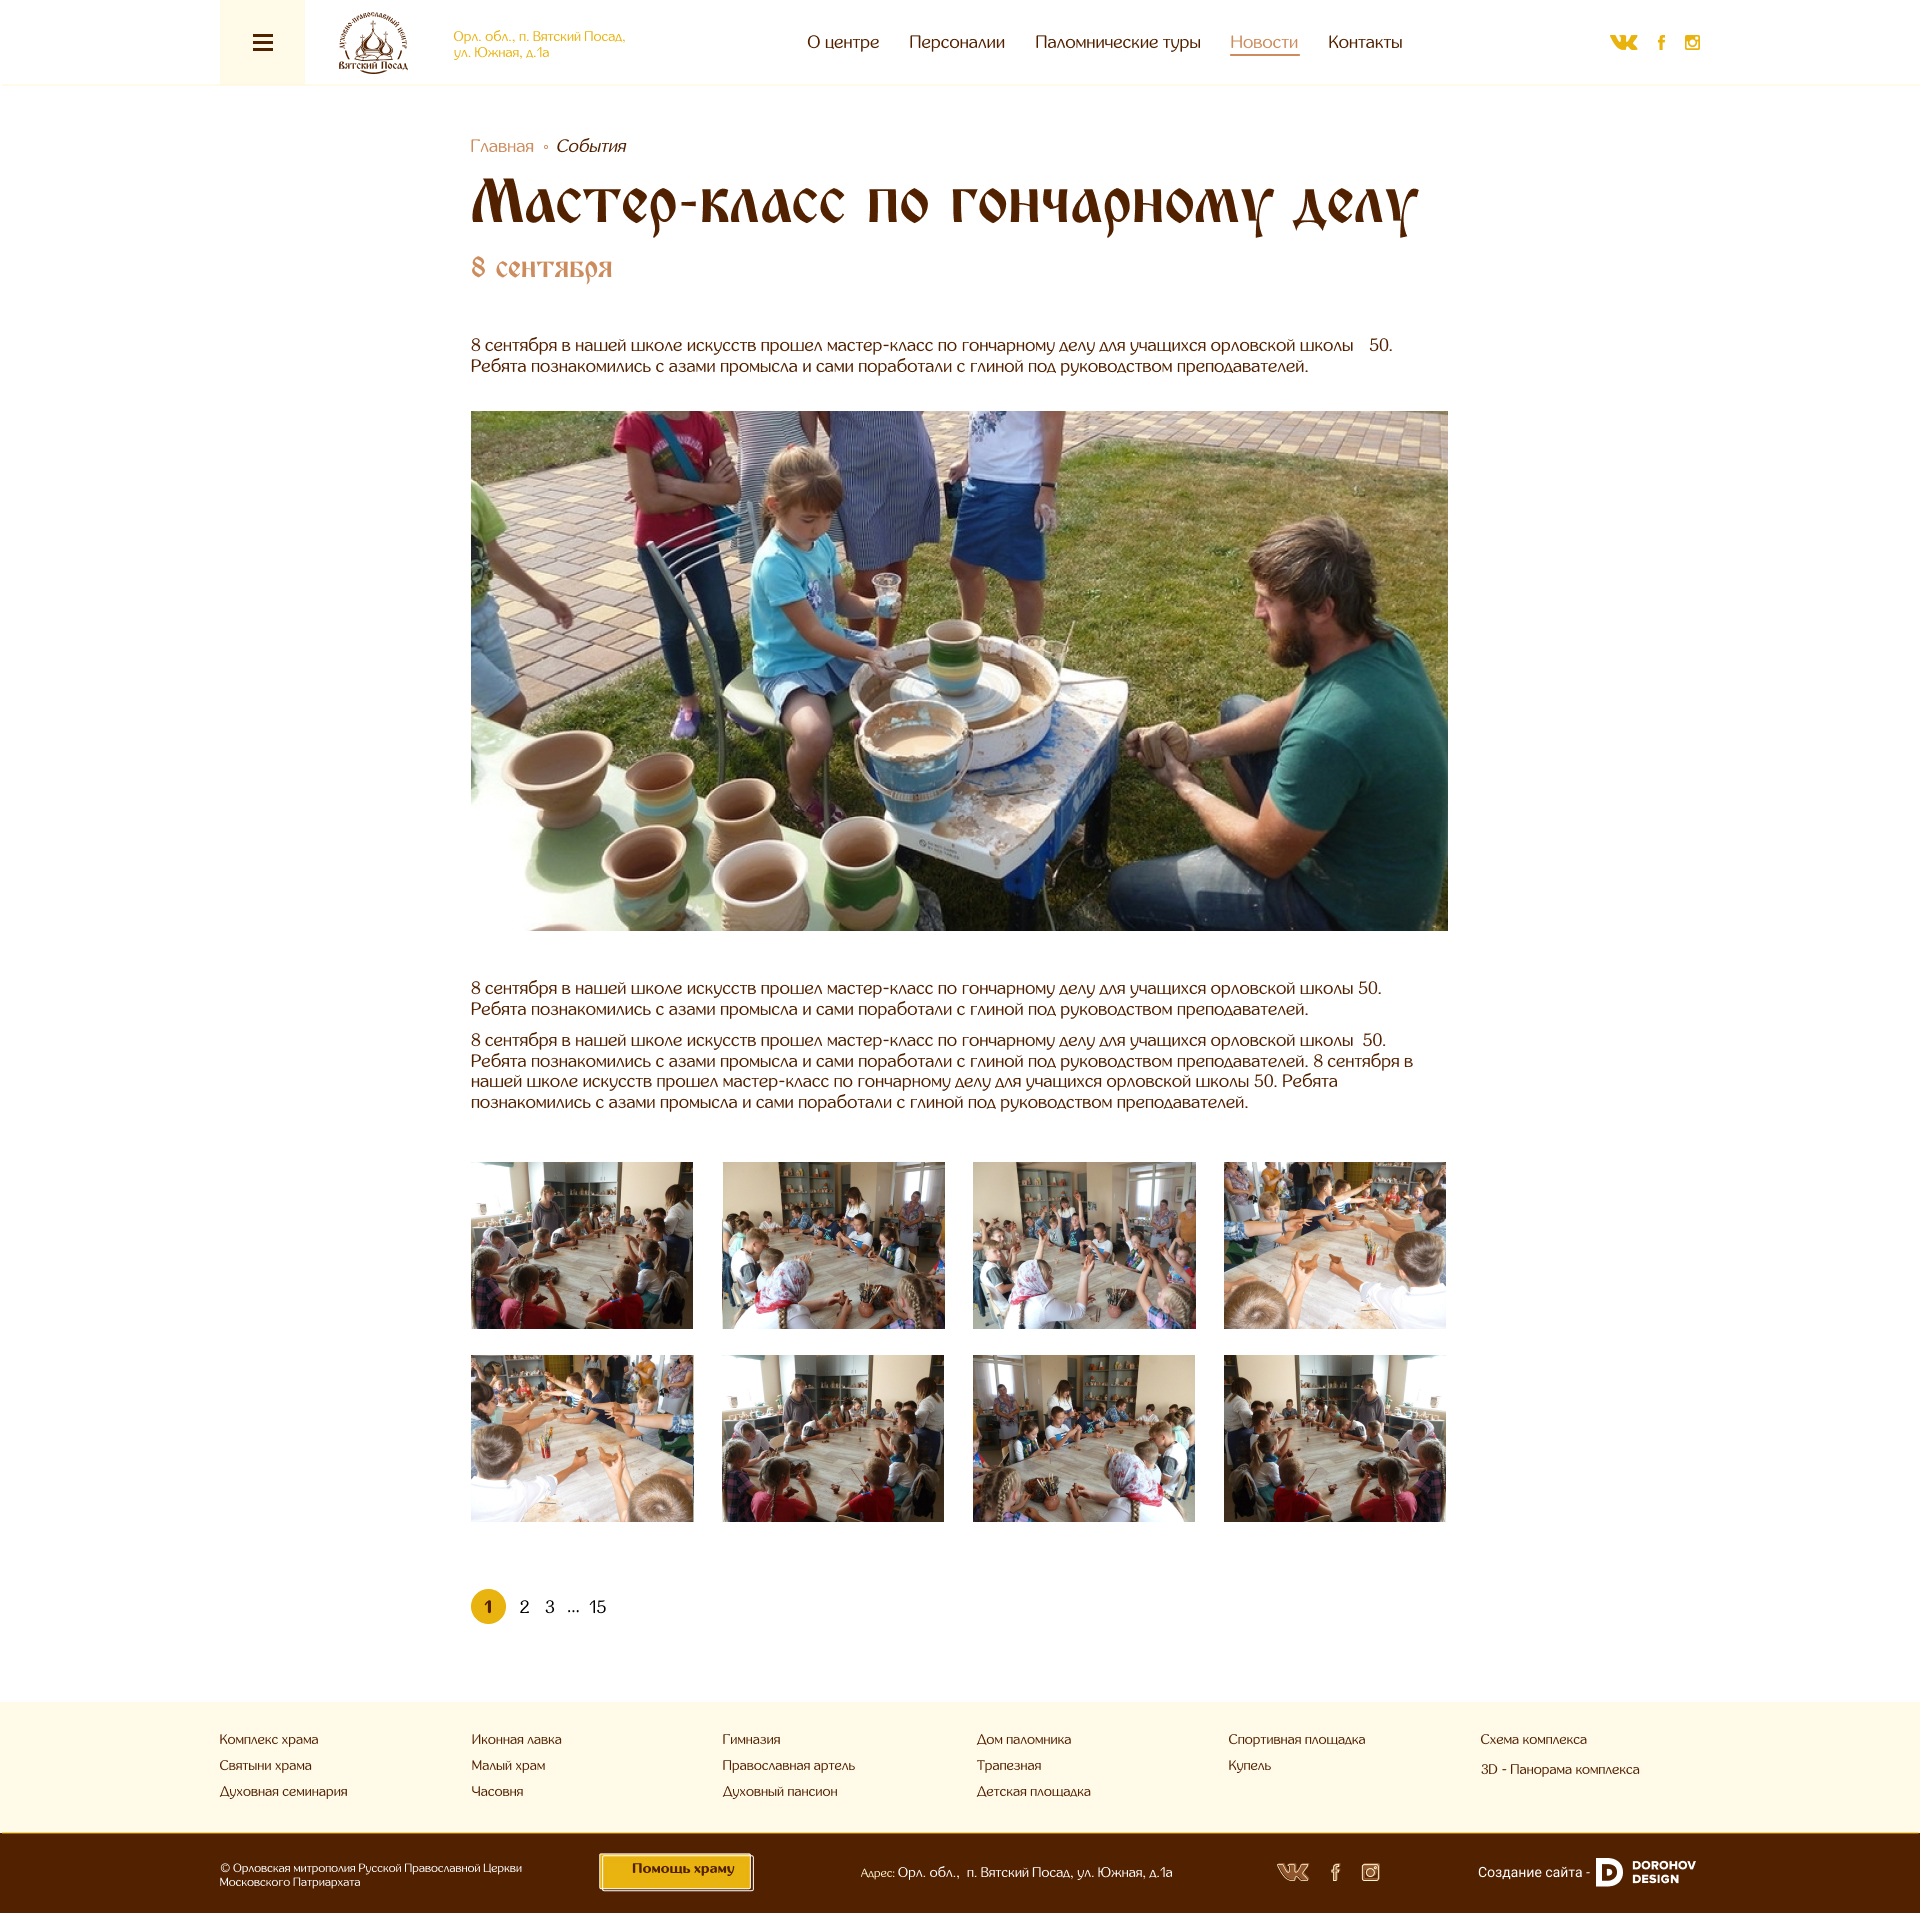 духовно-православный центр
Вятский Посад
Орл. обл., п. Вятский Посад,
ул. Южная, д.1а
О центре Персоналии Паломнические туры Новости Контакты
Главная События
Мастер-класс по гончарному делу
8 сентября
8 сентября в нашей школе искусств прошел мастер-класс по гончарному делу для учащихся орловской школы 50.
Ребята познакомились с азами промысла и сами поработали с глиной под руководством преподавателей.
8 сентября в нашей школе искусств прошел мастер-класс по гончарному делу для учащихся орловской школы 50.
Ребята познакомились с азами промысла и сами поработали с глиной под руководством преподавателей.
8 сентября в нашей школе искусств прошел мастер-класс по гончарному делу для учащихся орловской школы 50.
Ребята познакомились с азами промысла и сами поработали с глиной под руководством преподавателей. 8 сентября в
нашей школе искусств прошел мастер-класс по гончарному делу для учащихся орловской школы 50. Ребята
познакомились с азами промысла и сами поработали с глиной под руководством преподавателей.
1 2 3 ... 15
Комплекс храма Иконная лавка Гимназия Дом паломника Спортивная площадка Схема комплекса
Святыни храма Малый храм Православная артель Трапезная Купель 3D - Панорама комплекса
Духовная семинария Часовня Духовный пансион Детская площадка
© Орловская митрополия Русской Православной Церкви
Московского Патриархата
Помощь храму
Адрес: Орл. обл., п. Вятский Посад, ул. Южная, д.1а
Создание сайта - DOROHOV
DESIGN